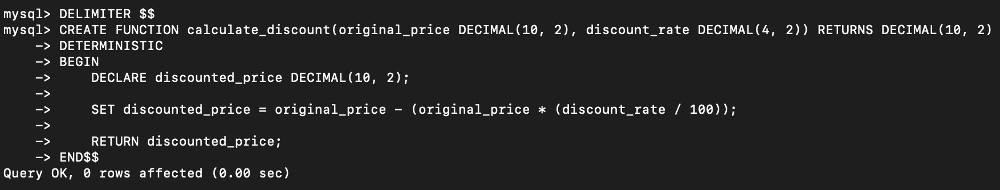 mysql> DELIMITER $$
mysql> CREATE FUNCTION calculate_discount(original_price DECIMAL(10, 2), discount_rate DECIMAL(4, 2)) RETURNS DECIMAL(10, 2)
    -> DETERMINISTIC
    -> BEGIN
    ->     DECLARE discounted_price DECIMAL(10, 2);
    ->
    ->     SET discounted_price = original_price - (original_price * (discount_rate / 100));
    ->
    ->     RETURN discounted_price;
    -> END$$
Query OK, 0 rows affected (0.00 sec)